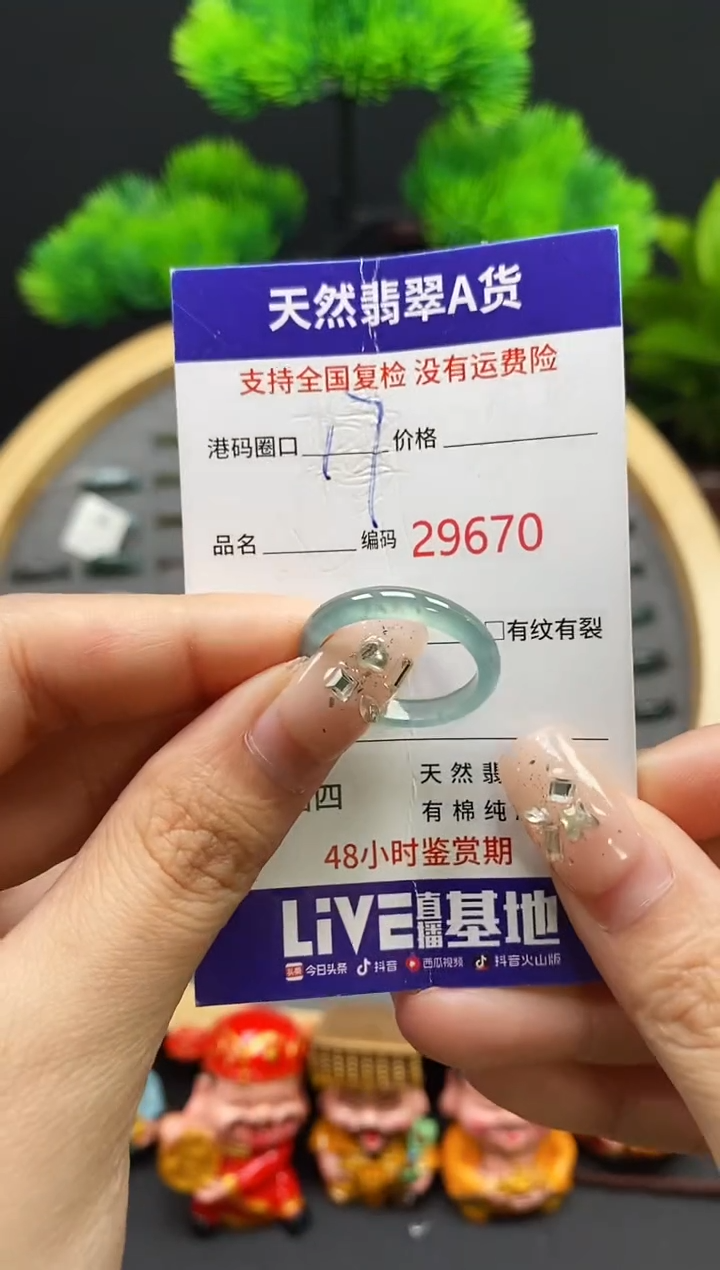 天然翡翠A货
支持全国复检 没有运费险
港码圈口 17 价格
品名 编码 29670
□有纹有裂
四 天然翡
有棉纯
48小时鉴赏期
LiVE直播基地
头条 今日头条 抖音 西瓜视频 抖音火山版